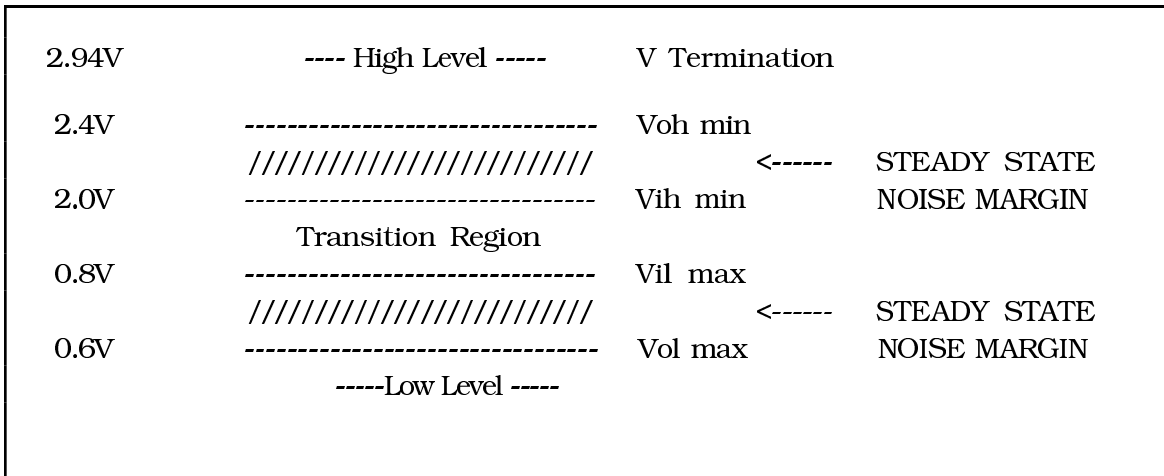 2.94V ---- High Level ----- V Termination
2.4V --------------------------------- Voh min
////////////////////////// <------ STEADY STATE
2.0V --------------------------------- Vih min NOISE MARGIN
Transition Region
0.8V --------------------------------- Vil max
////////////////////////// <------ STEADY STATE
0.6V --------------------------------- Vol max NOISE MARGIN
-----Low Level -----